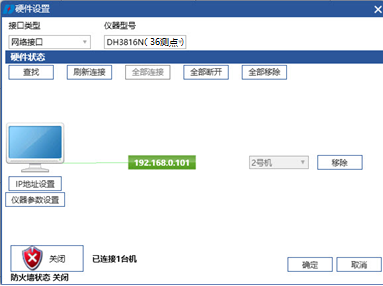 硬件设置
接口类型 仪器型号
网络接口 DH3816N( 36测点 )
硬件状态
查找 刷新连接 全部连接 全部断开 全部移除
192.168.0.101 2号机 移除
IP地址设置
仪器参数设置
关闭 已连接1台机
防火墙状态 关闭
确定 取消